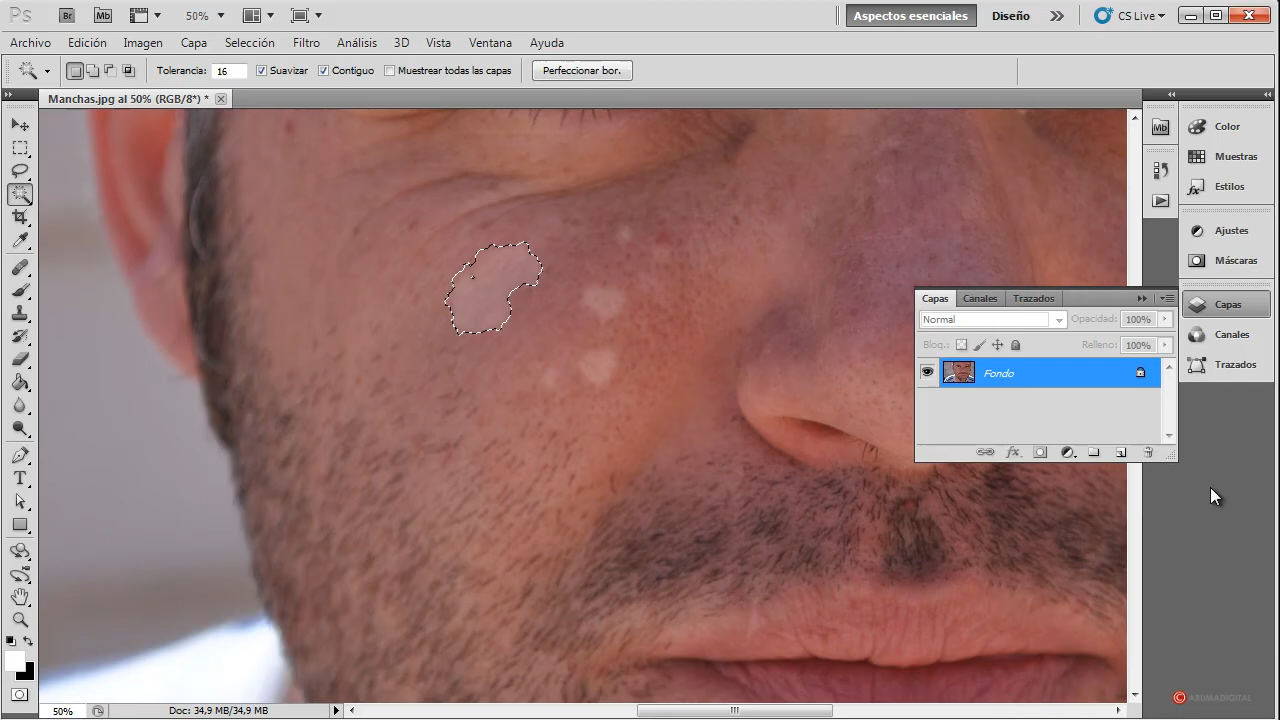 Ps Br Mb 50% Aspectos esenciales Diseño CS Live
Archivo Edición Imagen Capa Selección Filtro Análisis 3D Vista Ventana Ayuda
Tolerancia: 16 Suavizar Contiguo Muestrear todas las capas Perfeccionar bor.
Manchas.jpg al 50% (RGB/8*) *
Mb
Color
Muestras
Estilos
Ajustes
Máscaras
Capas
Canales
Trazados
Capas Canales Trazados
Normal Opacidad: 100%
Bloq.: Relleno: 100%
Fondo
50% Doc: 34,9 MB/34,9 MB
© AXUMADIGITAL